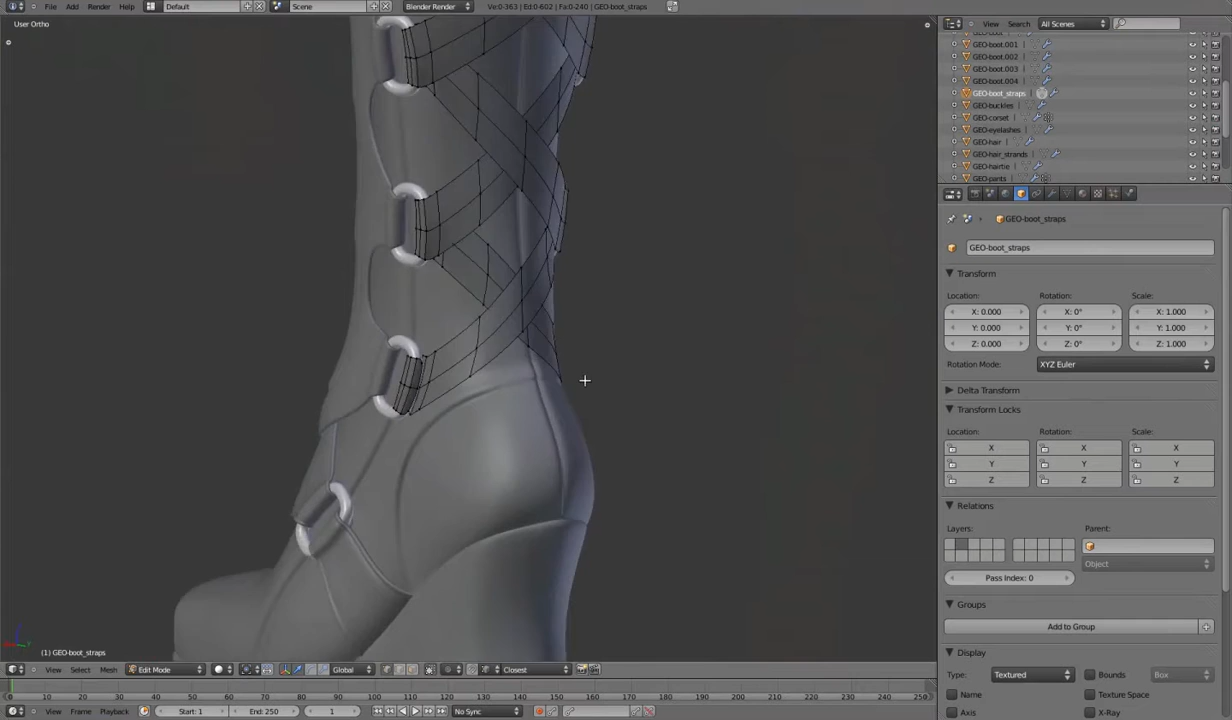 File Add Render Help Default Scene Blender Render Ve:0-363 | Ed:0-602 | Fa:0-240 | GEO-boot_straps
View Search All Scenes
User Ortho
GEO-boot
GEO-boot.001
GEO-boot.002
GEO-boot.003
GEO-boot.004
GEO-boot_straps
GEO-buckles
GEO-corset
GEO-eyelashes
GEO-hair
GEO-hair_strands
GEO-hairtie
GEO-pants
GEO-boot_straps
GEO-boot_straps
Transform
Location: Rotation: Scale:
X: 0.000 X: 0° X: 1.000
Y: 0.000 Y: 0° Y: 1.000
Z: 0.000 Z: 0° Z: 1.000
Rotation Mode: XYZ Euler
Delta Transform
Transform Locks
Location: Rotation: Scale:
X X X
Y Y Y
Z Z Z
Relations
Layers: Parent:
Object
Pass Index: 0
Groups
Add to Group
Display
Type: Textured Bounds Box
Name Texture Space
Axis X-Ray
(1) GEO-boot_straps
View Select Mesh Edit Mode Global Closest
0 10 20 30 40 50 60 70 80 90 100 110 120 130 140 150 160 170 180 190 200 210 220 230 240 250
View Marker Frame Playback Start: 1 End: 250 1 No Sync